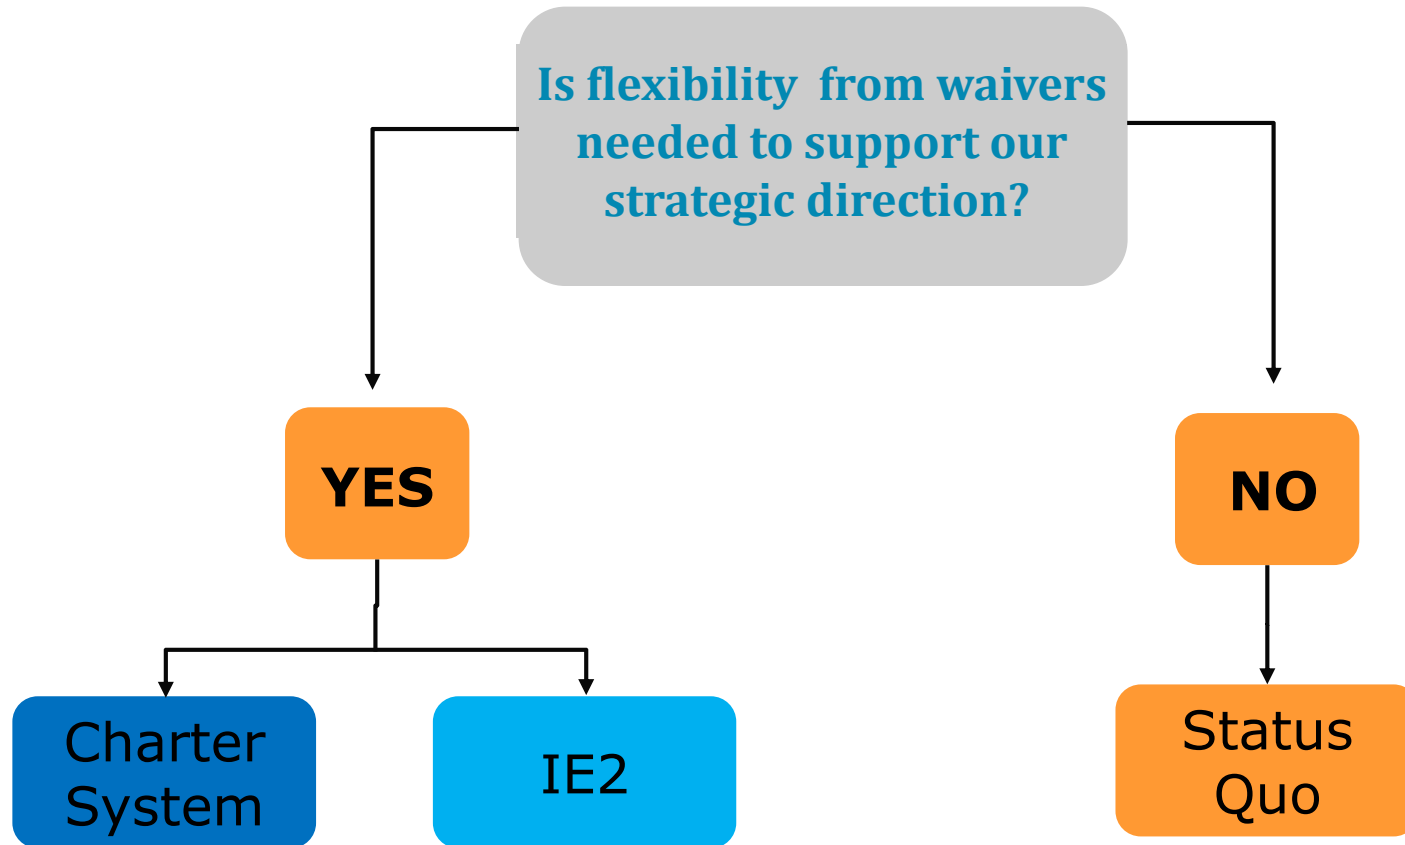 Is flexibility from waivers
needed to support our
strategic direction?
YES
NO
Charter
System
IE2
Status
Quo